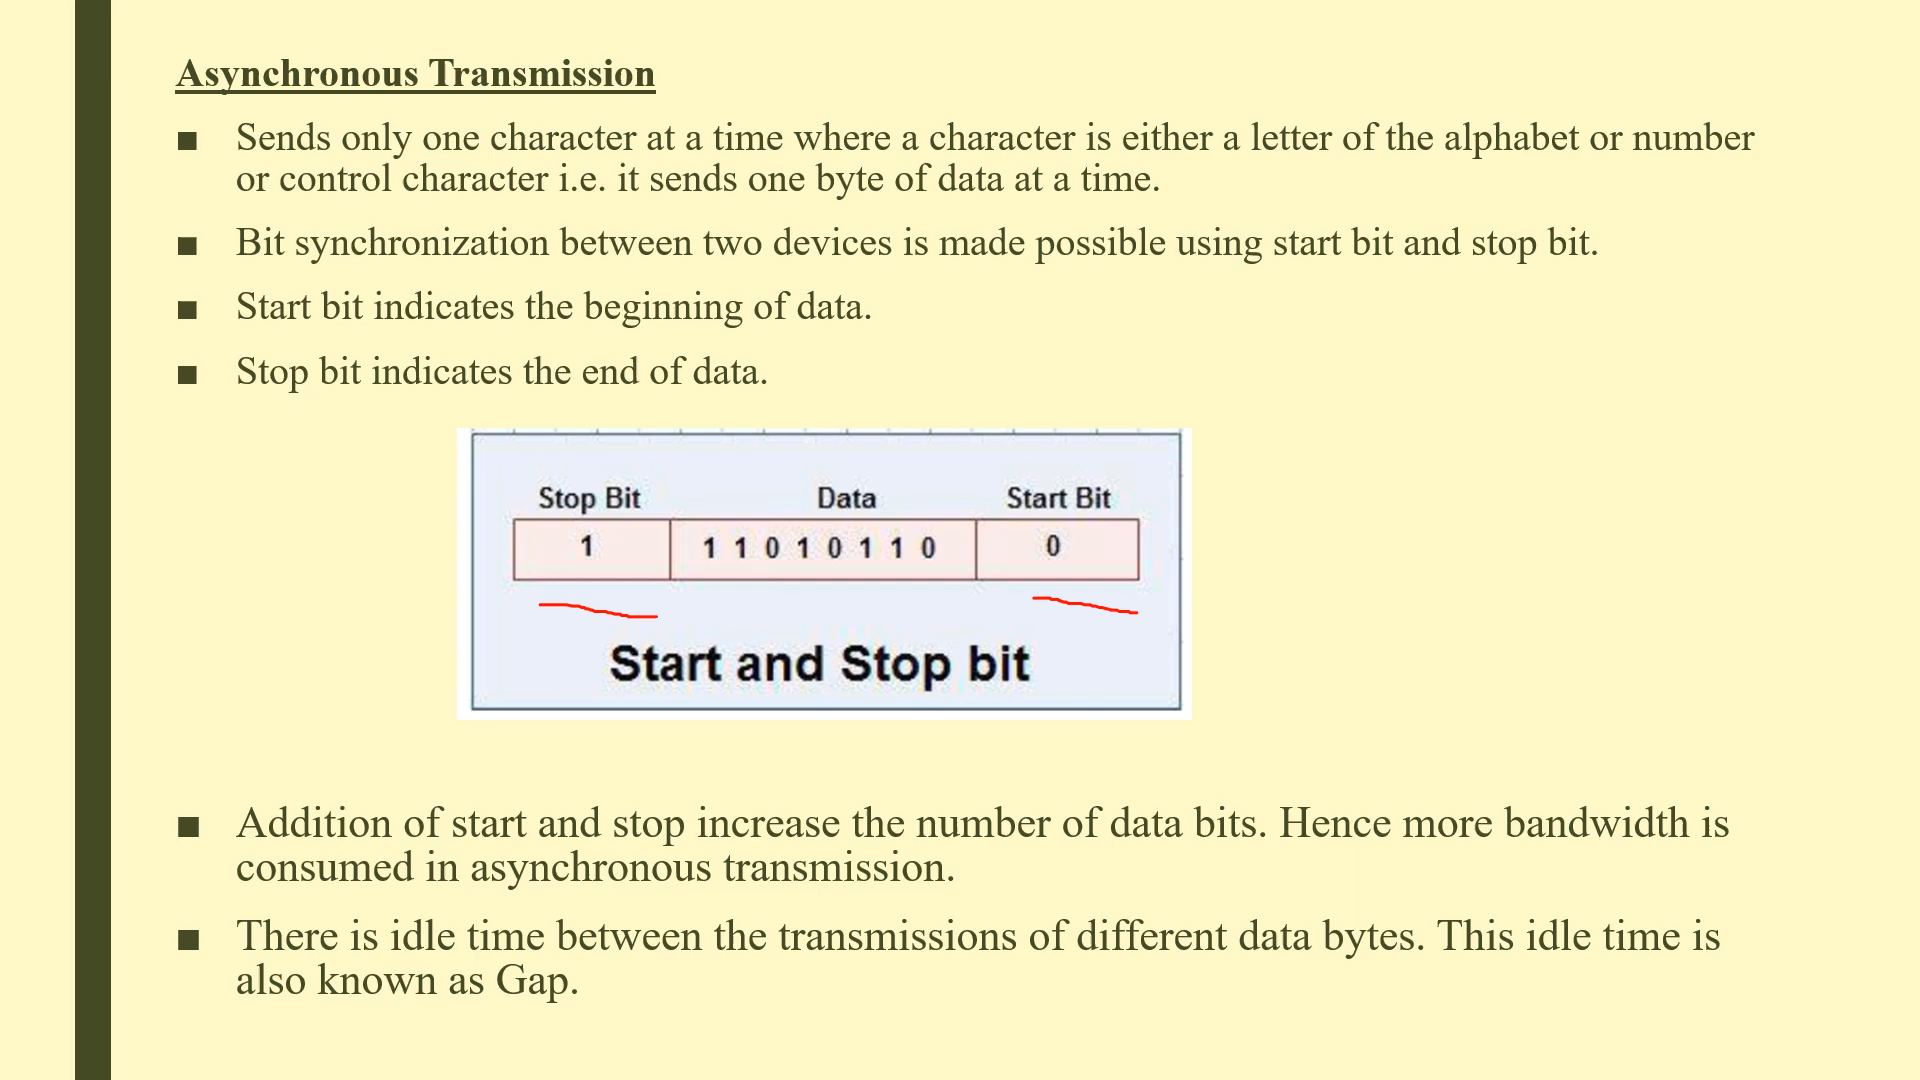 Asynchronous Transmission
■ Sends only one character at a time where a character is either a letter of the alphabet or number
or control character i.e. it sends one byte of data at a time.
■ Bit synchronization between two devices is made possible using start bit and stop bit.
■ Start bit indicates the beginning of data.
■ Stop bit indicates the end of data.
Stop Bit Data Start Bit
1 1 1 0 1 0 1 1 0 0
Start and Stop bit
■ Addition of start and stop increase the number of data bits. Hence more bandwidth is
consumed in asynchronous transmission.
■ There is idle time between the transmissions of different data bytes. This idle time is
also known as Gap.